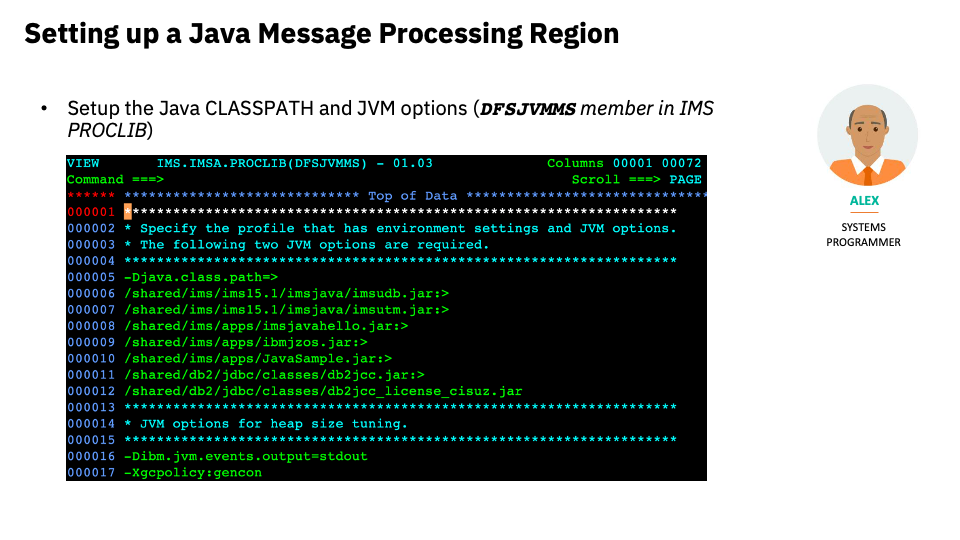 Setting up a Java Message Processing Region
• Setup the Java CLASSPATH and JVM options (DFSJVMMS member in IMS
PROCLIB)
VIEW IMS.IMSA.PROCLIB(DFSJVMMS) - 01.03 Columns 00001 00072
Command ===> Scroll ===> PAGE
****** ***************************** Top of Data ******************************
000001 ********************************************************************
000002 * Specify the profile that has environment settings and JVM options.
000003 * The following two JVM options are required.
000004 ********************************************************************
000005 -Djava.class.path=>
000006 /shared/ims/ims15.1/imsjava/imsudb.jar:>
000007 /shared/ims/ims15.1/imsjava/imsutm.jar:>
000008 /shared/ims/apps/imsjavahello.jar:>
000009 /shared/ims/apps/ibmjzos.jar:>
000010 /shared/ims/apps/JavaSample.jar:>
000011 /shared/db2/jdbc/classes/db2jcc.jar:>
000012 /shared/db2/jdbc/classes/db2jcc_license_cisuz.jar
000013 ********************************************************************
000014 * JVM options for heap size tuning.
000015 ********************************************************************
000016 -Dibm.jvm.events.output=stdout
000017 -Xgcpolicy:gencon
ALEX
SYSTEMS
PROGRAMMER